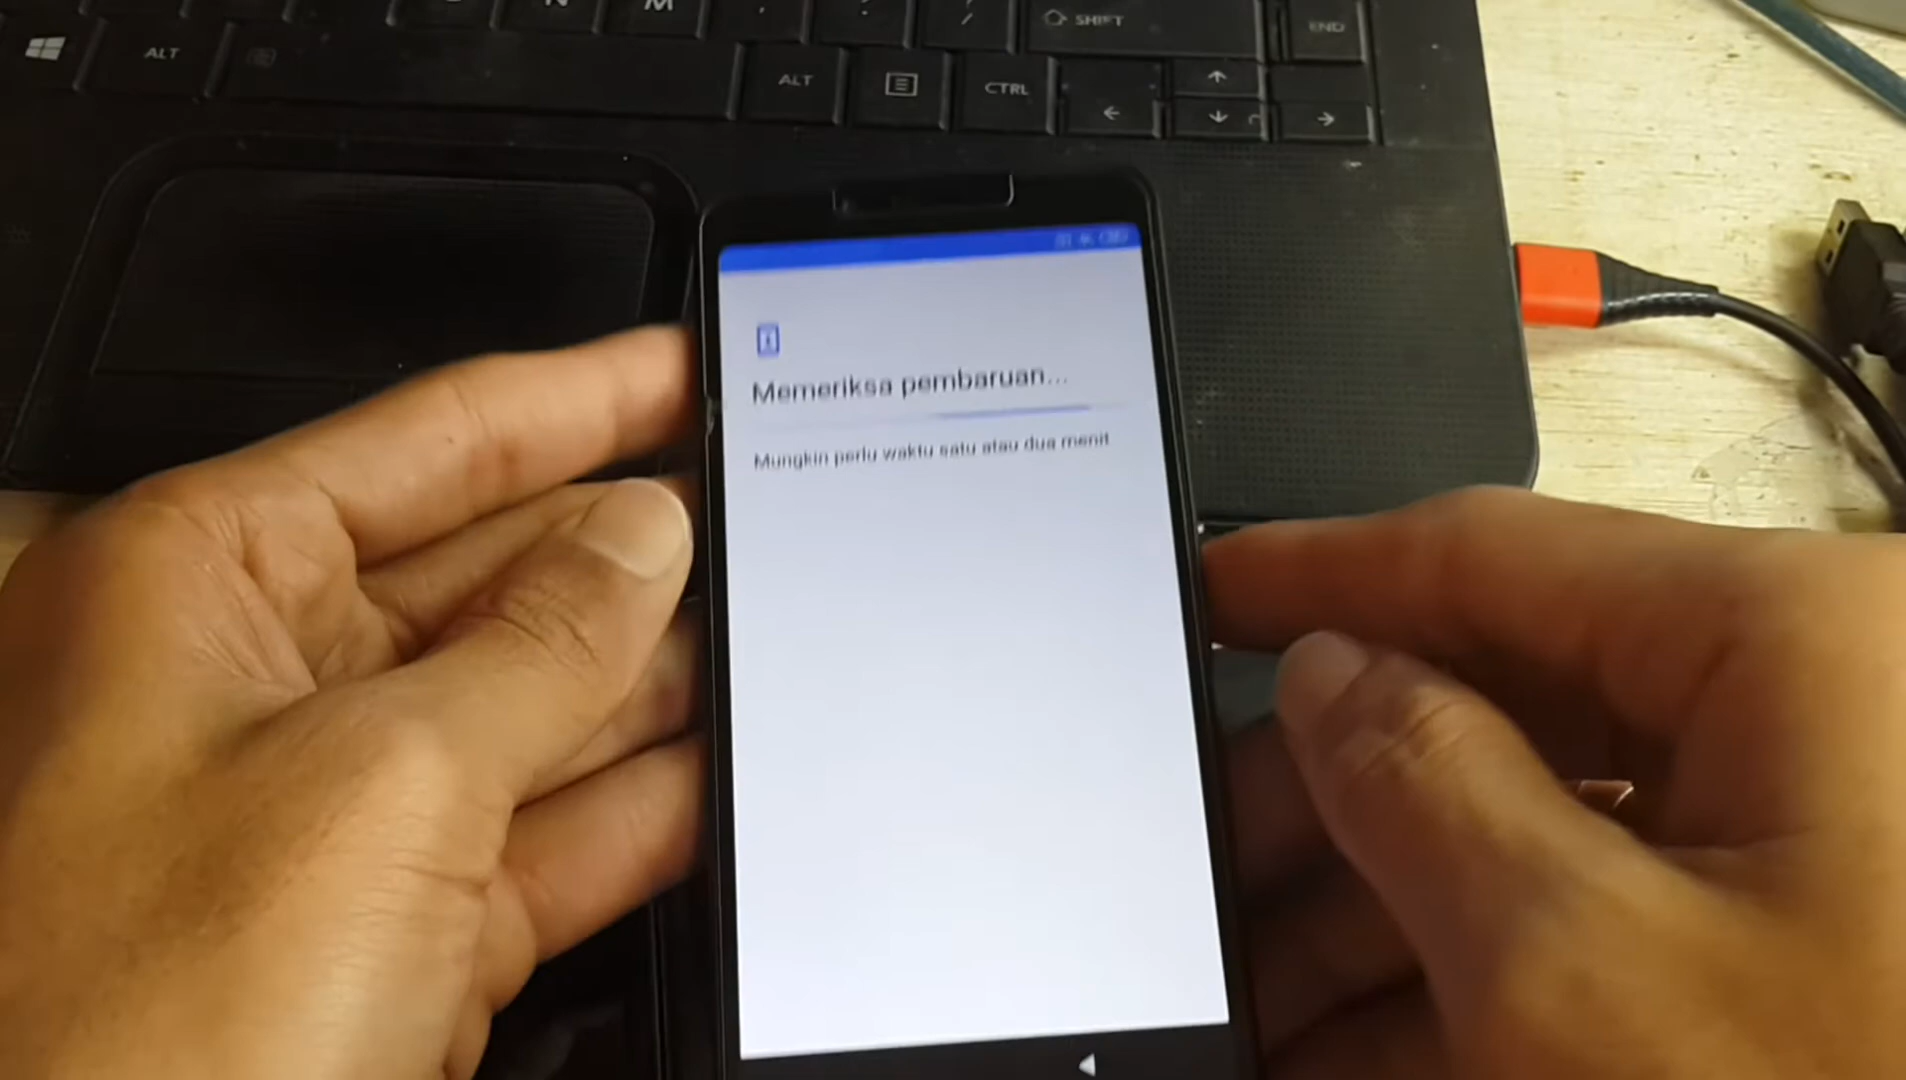 N M , . /
SHIFT END
ALT ALT CTRL
Memeriksa pembaruan...
Mungkin perlu waktu satu atau dua menit